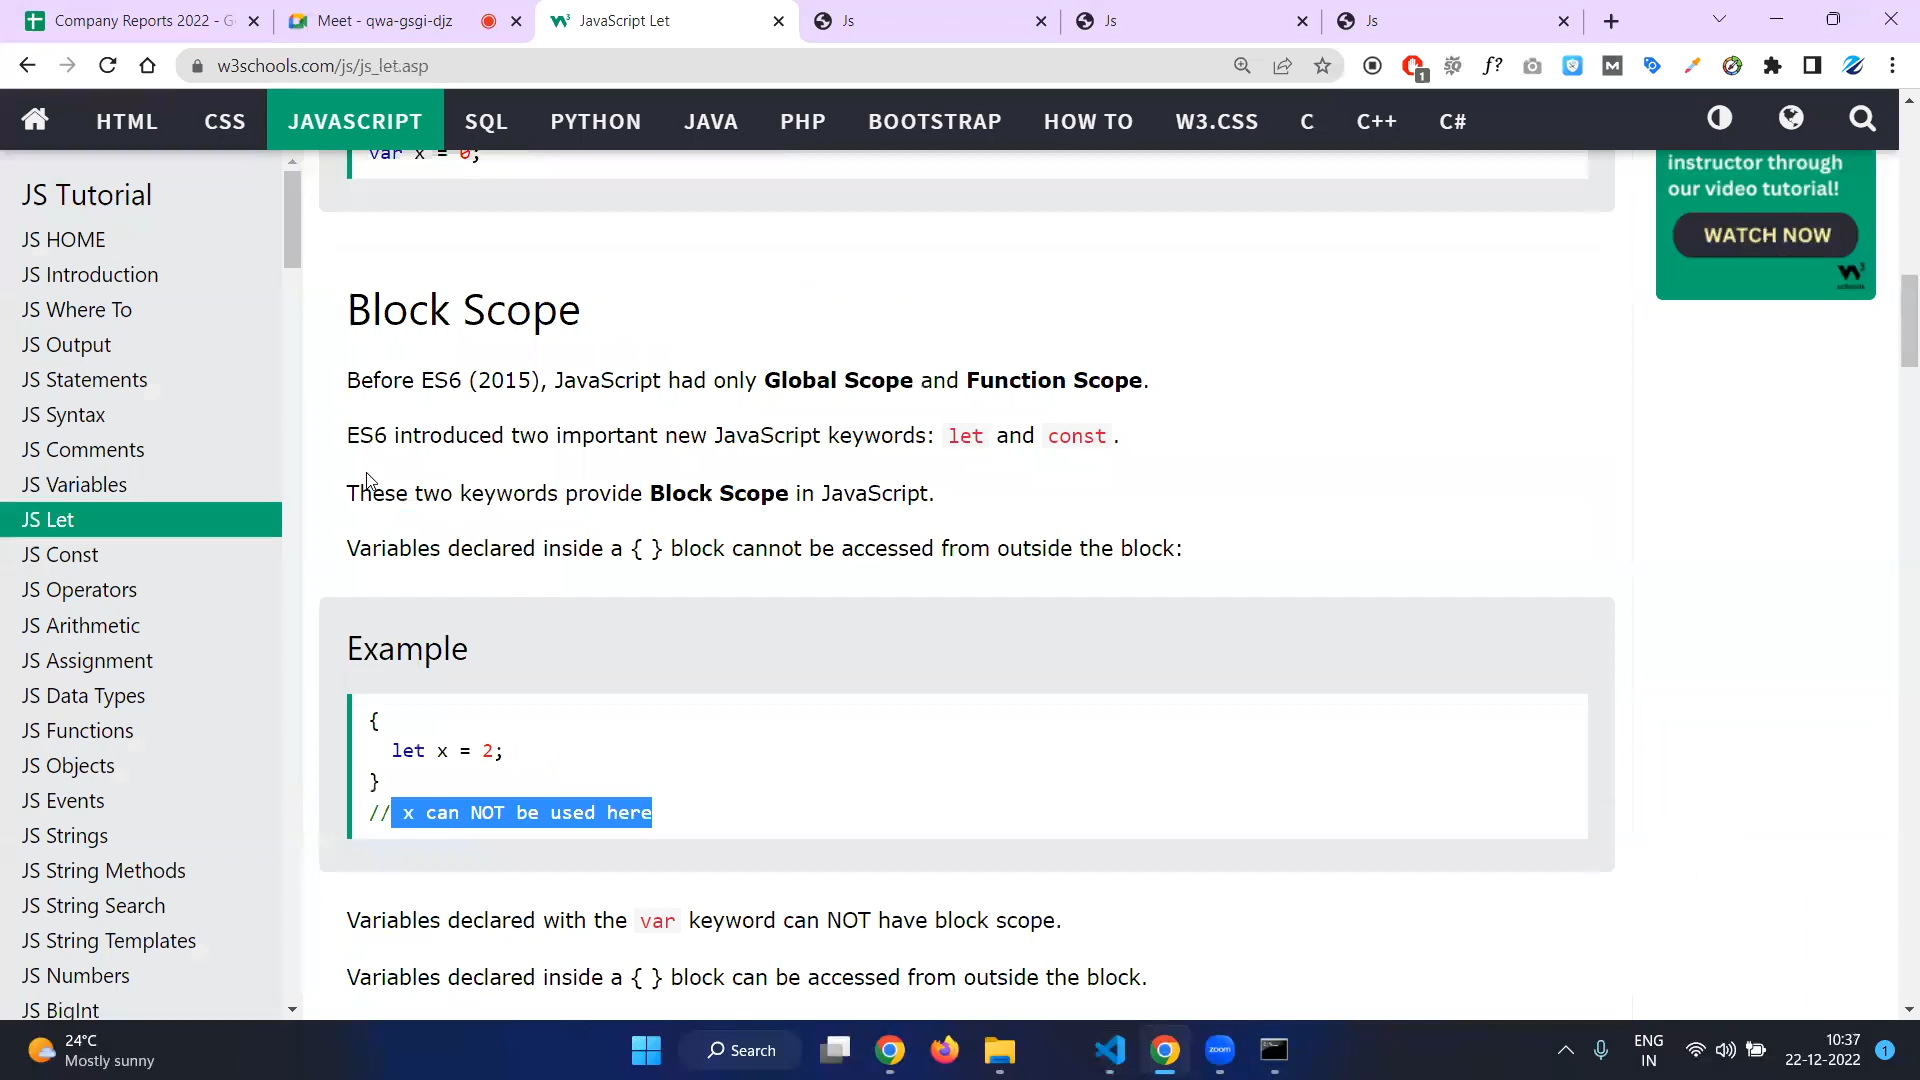 Company Reports 2022 - G
Meet - qwa-gsgi-djz
JavaScript Let
Js
Js
Js
w3schools.com/js/js_let.asp
1
f?
M
HTML
CSS
JAVASCRIPT
SQL
PYTHON
JAVA
PHP
BOOTSTRAP
HOW TO
W3.CSS
C
C++
C#
JS Tutorial
JS HOME
JS Introduction
JS Where To
JS Output
JS Statements
JS Syntax
JS Comments
JS Variables
JS Let
JS Const
JS Operators
JS Arithmetic
JS Assignment
JS Data Types
JS Functions
JS Objects
JS Events
JS Strings
JS String Methods
JS String Search
JS String Templates
JS Numbers
JS BigInt
var x = 0;
Block Scope
Before ES6 (2015), JavaScript had only Global Scope and Function Scope.
ES6 introduced two important new JavaScript keywords: let and const.
These two keywords provide Block Scope in JavaScript.
Variables declared inside a { } block cannot be accessed from outside the block:
Example
{
let x = 2;
}
// x can NOT be used here
Variables declared with the var keyword can NOT have block scope.
Variables declared inside a { } block can be accessed from outside the block.
instructor through
our video tutorial!
WATCH NOW
24°C
Mostly sunny
Search
zoom
ENG
IN
10:37
22-12-2022
1